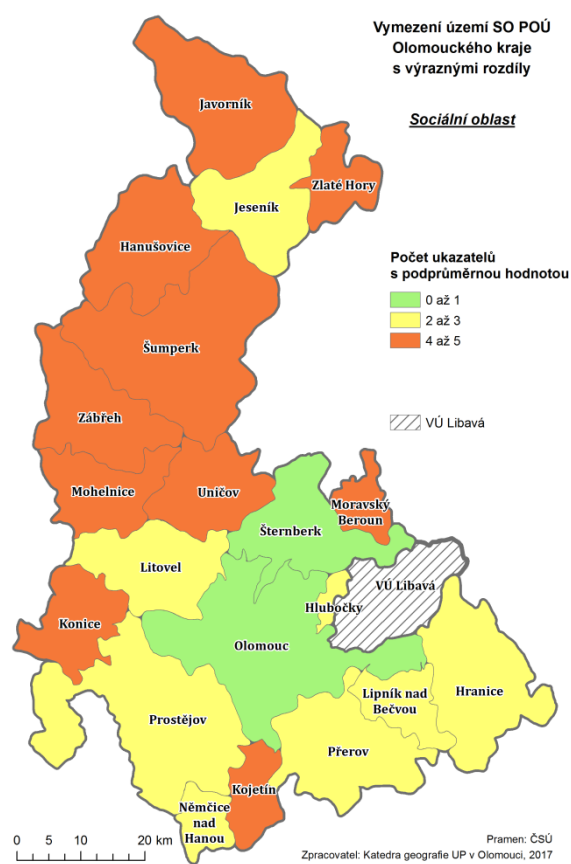 Vymezení území SO POÚ
Olomouckého kraje
s výraznými rozdíly
Sociální oblast
Javorník
Zlaté Hory
Jeseník
Hanušovice
Počet ukazatelů
s podprůměrnou hodnotou
0 až 1
2 až 3
4 až 5
Šumperk
Zábřeh
VÚ Libavá
Mohelnice
Uničov
Moravský
Beroun
Šternberk
Litovel
VÚ Libavá
Hlubočky
Konice
Olomouc
Hranice
Lipník nad
Bečvou
Prostějov
Přerov
Kojetín
Němčice
nad
Hanou
0 5 10 20 km
Pramen: ČSÚ
Zpracovatel: Katedra geografie UP v Olomouci, 2017